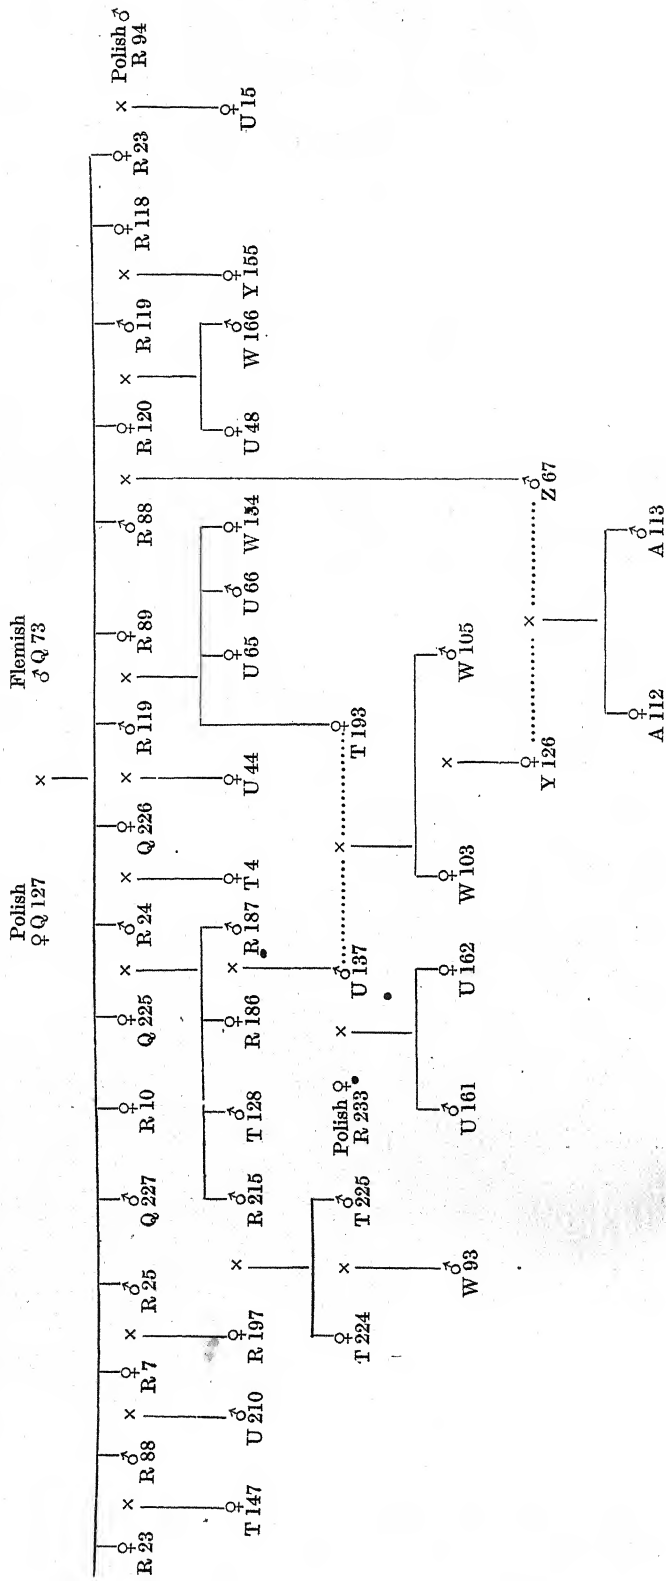 Polish Flemish
♀ Q 127 ♂ Q 73
×
Polish ♂
♀ ♂ ♀ ♂ ♂ ♀ ♀ ♂ ♀ ♂ ♀ ♂ ♀ ♂ ♀ ♀
R 23 R 88 R 7 R 25 Q 227 R 10 Q 225 R 24 Q 226 R 119 R 89 R 88 R 120 R 119 R 118 R 23 R 94
× × × × × × × × × × × ×
♀ ♂ ♀ ♂ ♂ ♀ ♂ ♀ ♀ ♀ ♂ ♀ ♀ ♂ ♀ ♀
T 147 U 210 R 197 R 215 T 128 R 186 R 187 T 4 U 44 U 65 U 66 W 134 U 48 W 166 Y 155 U 15
× ×
Polish ♀
♀ ♂ ♂ ♀
T 224 T 225 R 233 U 137 T 193
× × ×
♂ ♂ ♀ ♀ ♂
W 93 U 161 U 162 W 103 W 105
×
♀ ♂
Y 126 Z 67
×
♀ ♂
A 112 A 113